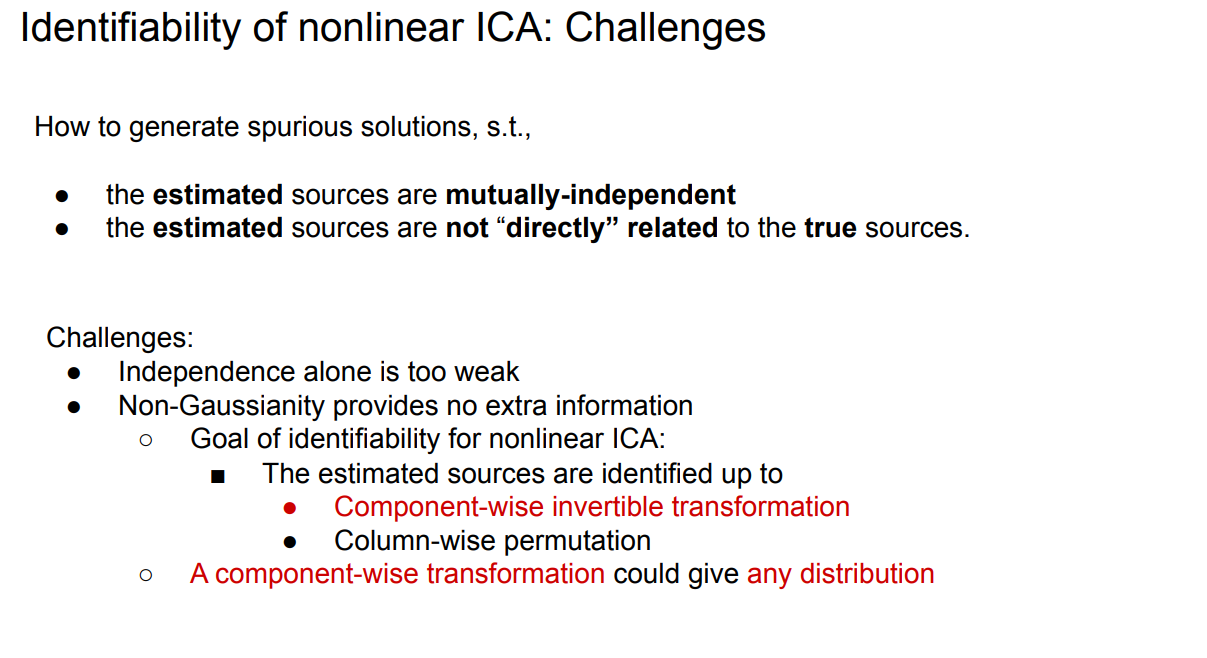 Identifiability of nonlinear ICA: Challenges
How to generate spurious solutions, s.t.,
● the estimated sources are mutually-independent
● the estimated sources are not “directly” related to the true sources.
Challenges:
● Independence alone is too weak
● Non-Gaussianity provides no extra information
○ Goal of identifiability for nonlinear ICA:
■ The estimated sources are identified up to
● Component-wise invertible transformation
● Column-wise permutation
○ A component-wise transformation could give any distribution